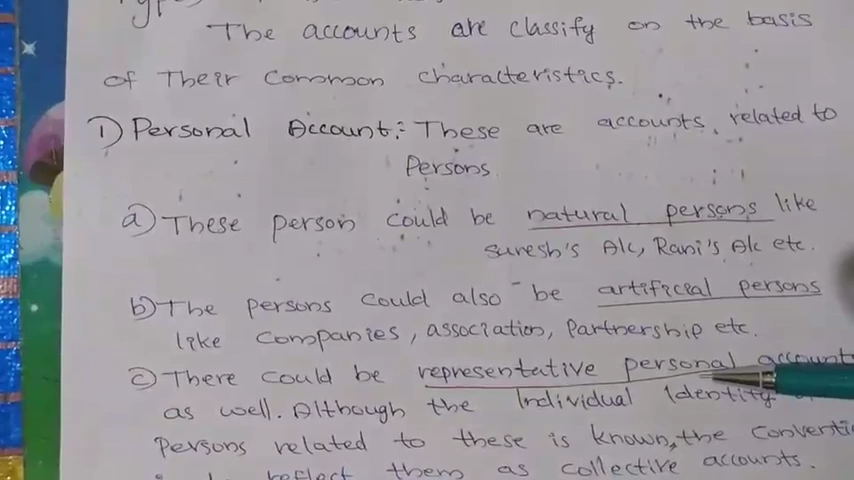 The accounts are classify on the basis
of Their Common characteristics.
1) Personal Account:- These are accounts, related to
Persons
a) These person could be natural persons like
Suresh's A/c, Rani's A/c etc.
b) The persons could also be artificial persons
like Companies, association, Partnership etc.
c) There could be representative personal accounts
as well. Although the Individual Identity
Persons related to these is known, the
reflect them as collective accounts.